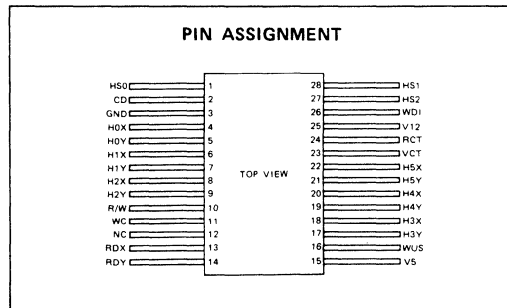 PIN ASSIGNMENT
HS0 1 28 HS1
CD 2 27 HS2
GND 3 26 WDI
H0X 4 25 V12
H0Y 5 24 RCT
H1X 6 23 VCT
H1Y 7 22 H5X
H2X 8 TOP VIEW 21 H5Y
H2Y 9 20 H4X
R/W 10 19 H4Y
WC 11 18 H3X
NC 12 17 H3Y
RDX 13 16 WUS
RDY 14 15 V5